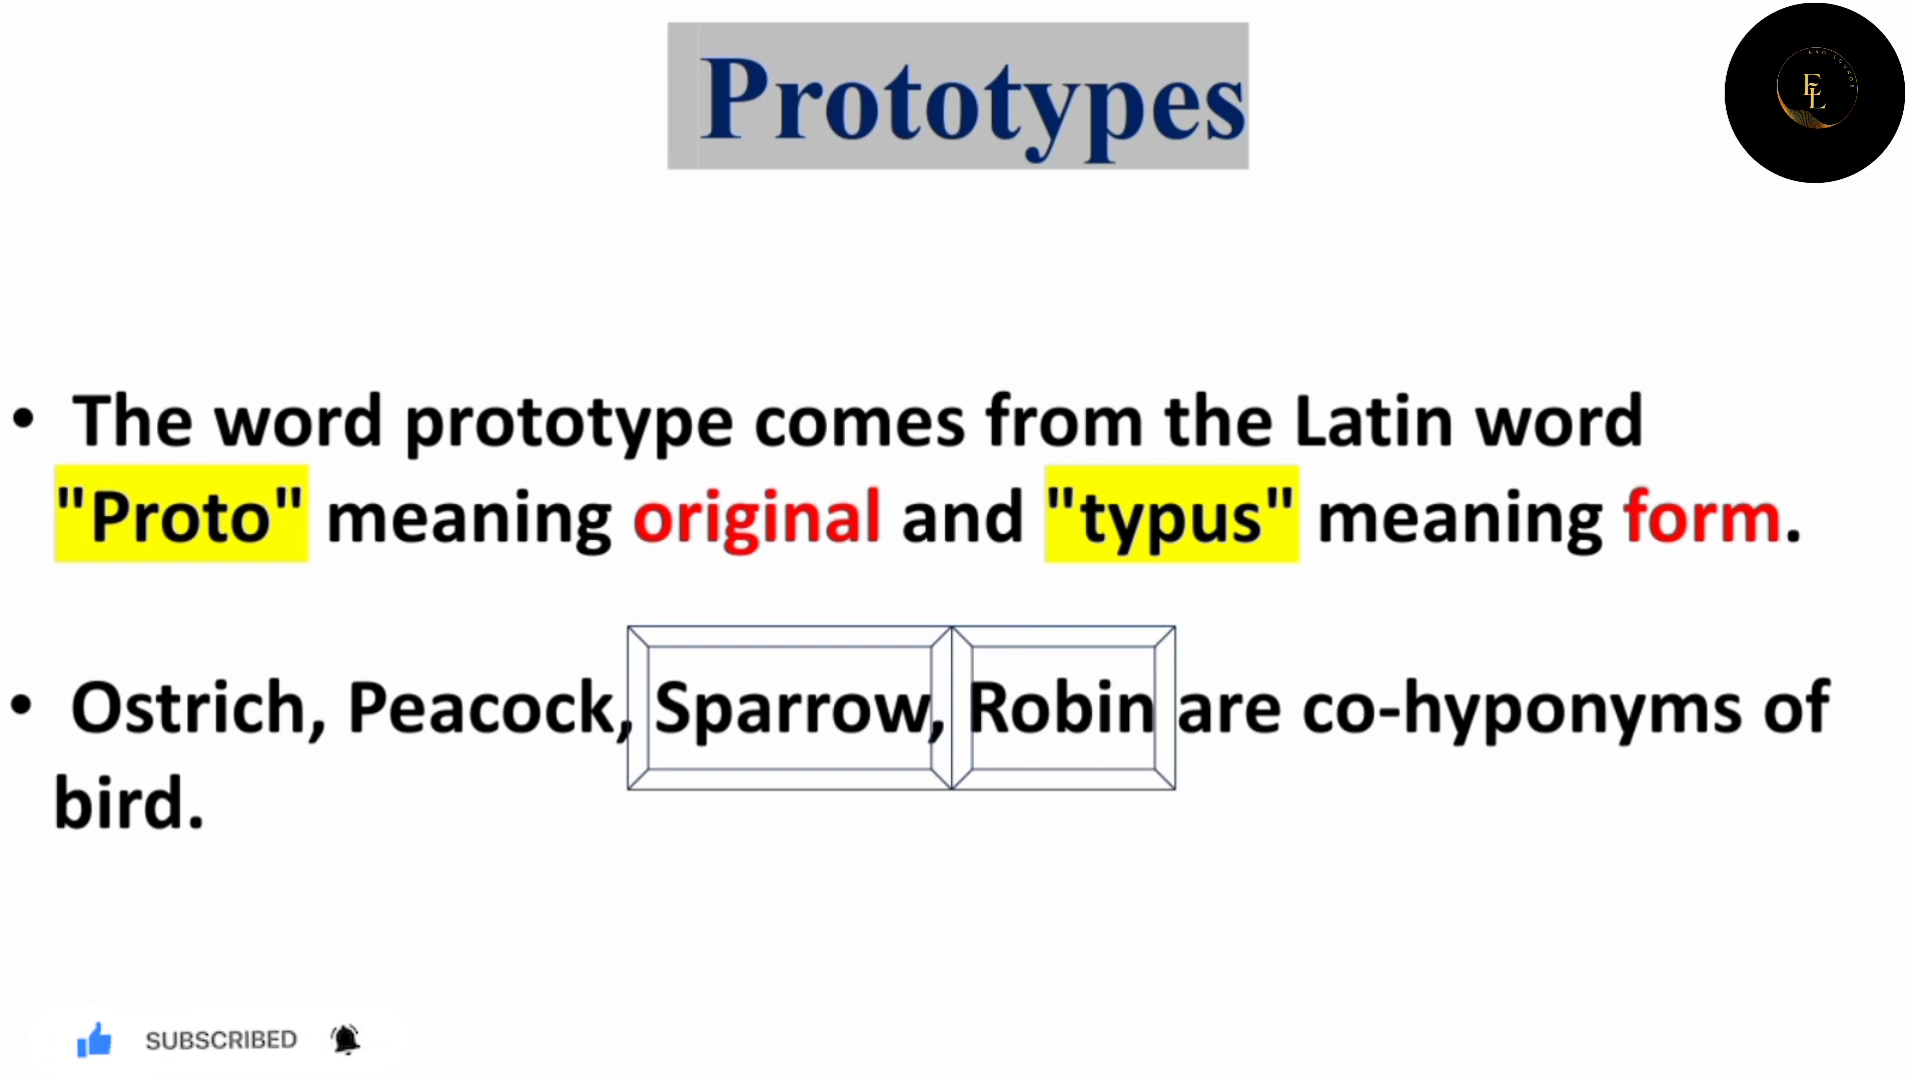 Prototypes
EL
• The word prototype comes from the Latin word
"Proto" meaning original and "typus" meaning form.
• Ostrich, Peacock, Sparrow, Robin are co-hyponyms of
bird.
SUBSCRIBED